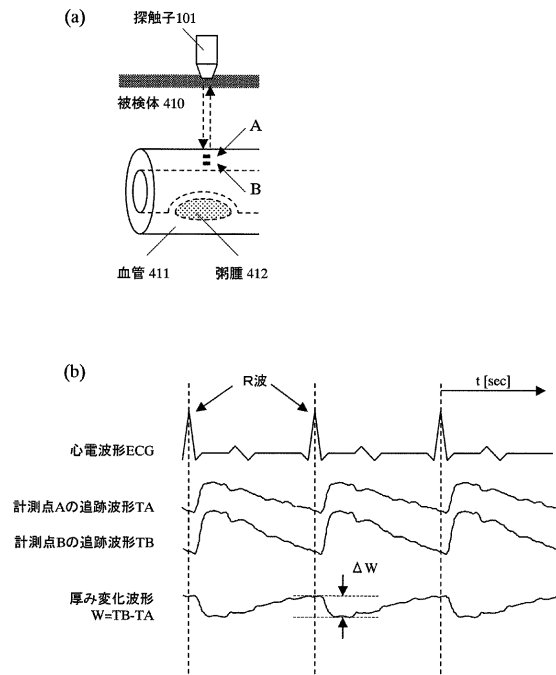 (a)
探触子101
被検体 410
A
B
血管 411
粥腫 412
(b)
R波
t [sec]
心電波形ECG
計測点Aの追跡波形TA
計測点Bの追跡波形TB
ΔW
厚み変化波形
W=TB-TA